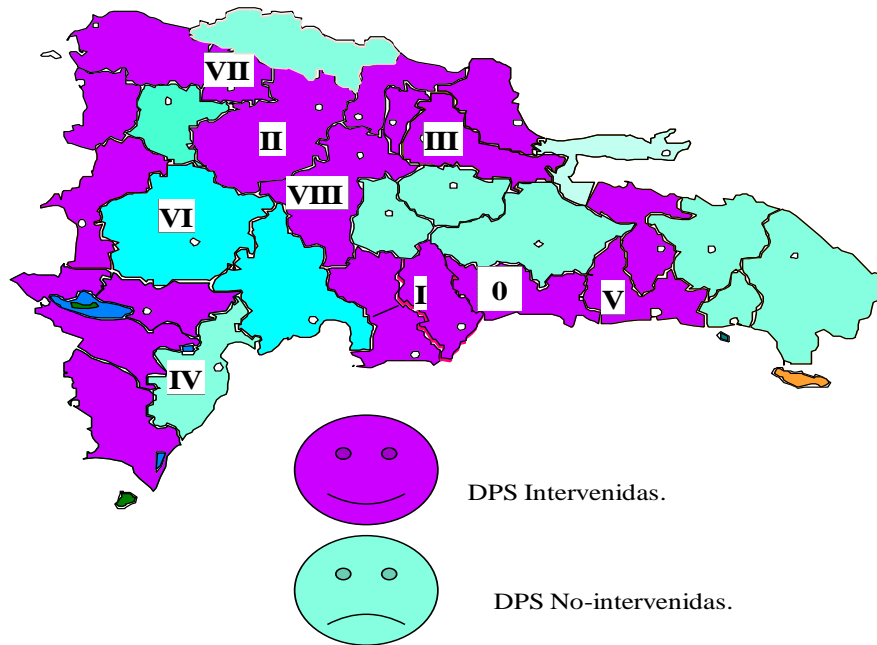 VII
II
III
VIII
VI
I
0
V
IV
DPS Intervenidas.
DPS No-intervenidas.